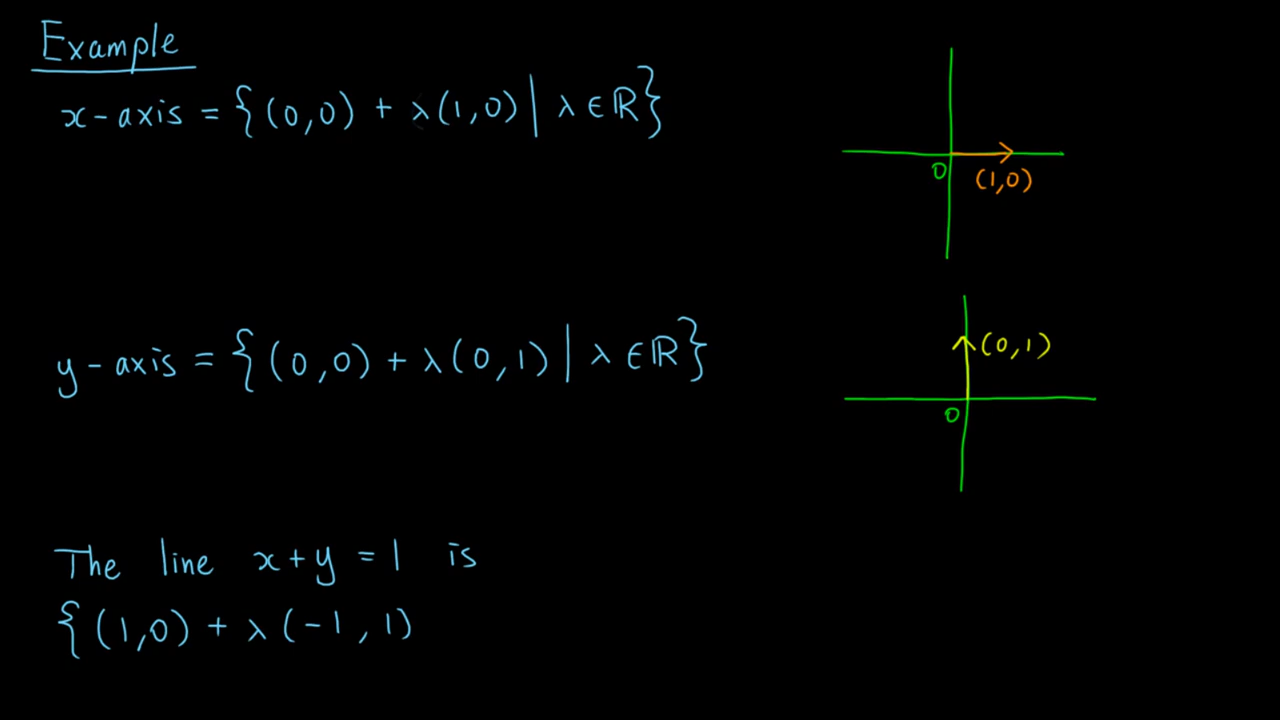 Example
x-axis = {(0,0) + λ(1,0) | λ ∈ ℝ}
0
(1,0)
y-axis = {(0,0) + λ(0,1) | λ ∈ ℝ}
(0,1)
0
The line x+y = 1 is
{(1,0) + λ(-1,1)